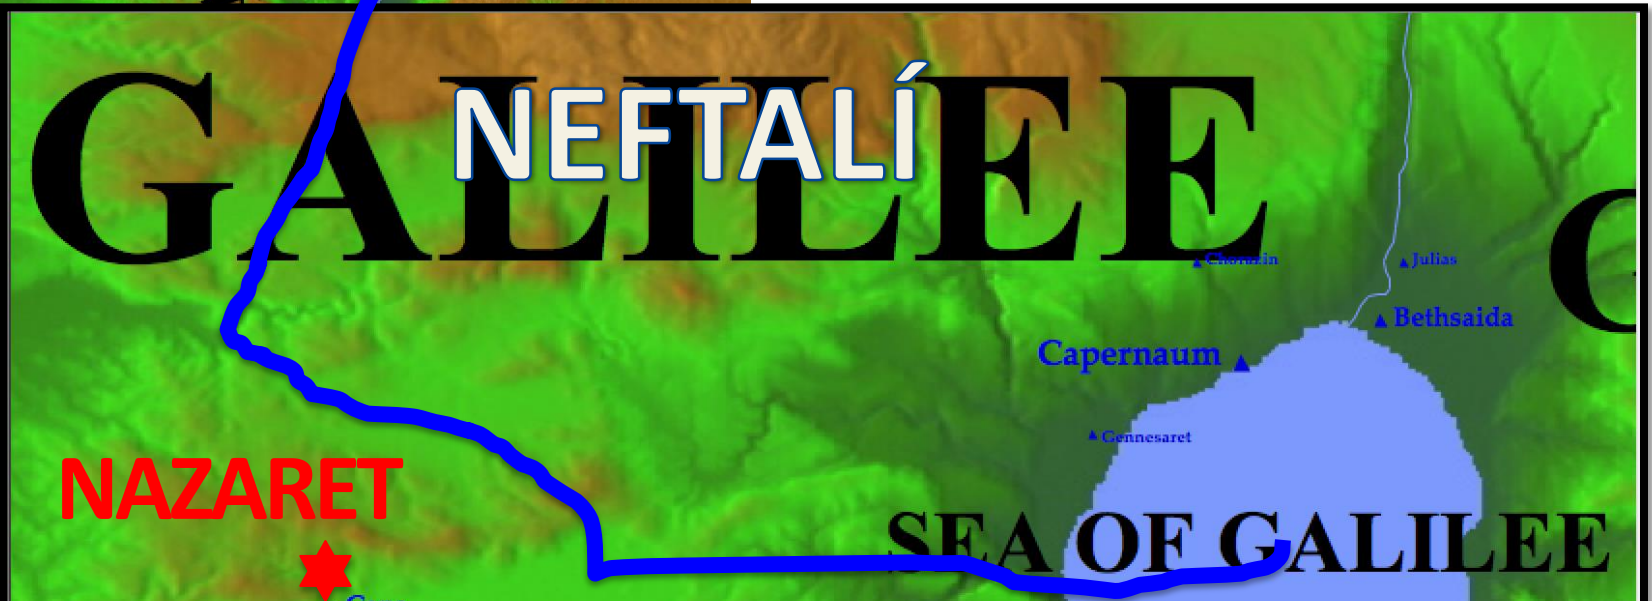 GALILEE
NEFTALÍ
Chorazin
Julias
Bethsaida
Capernaum
Gennesaret
NAZARET
SEA OF GALILEE